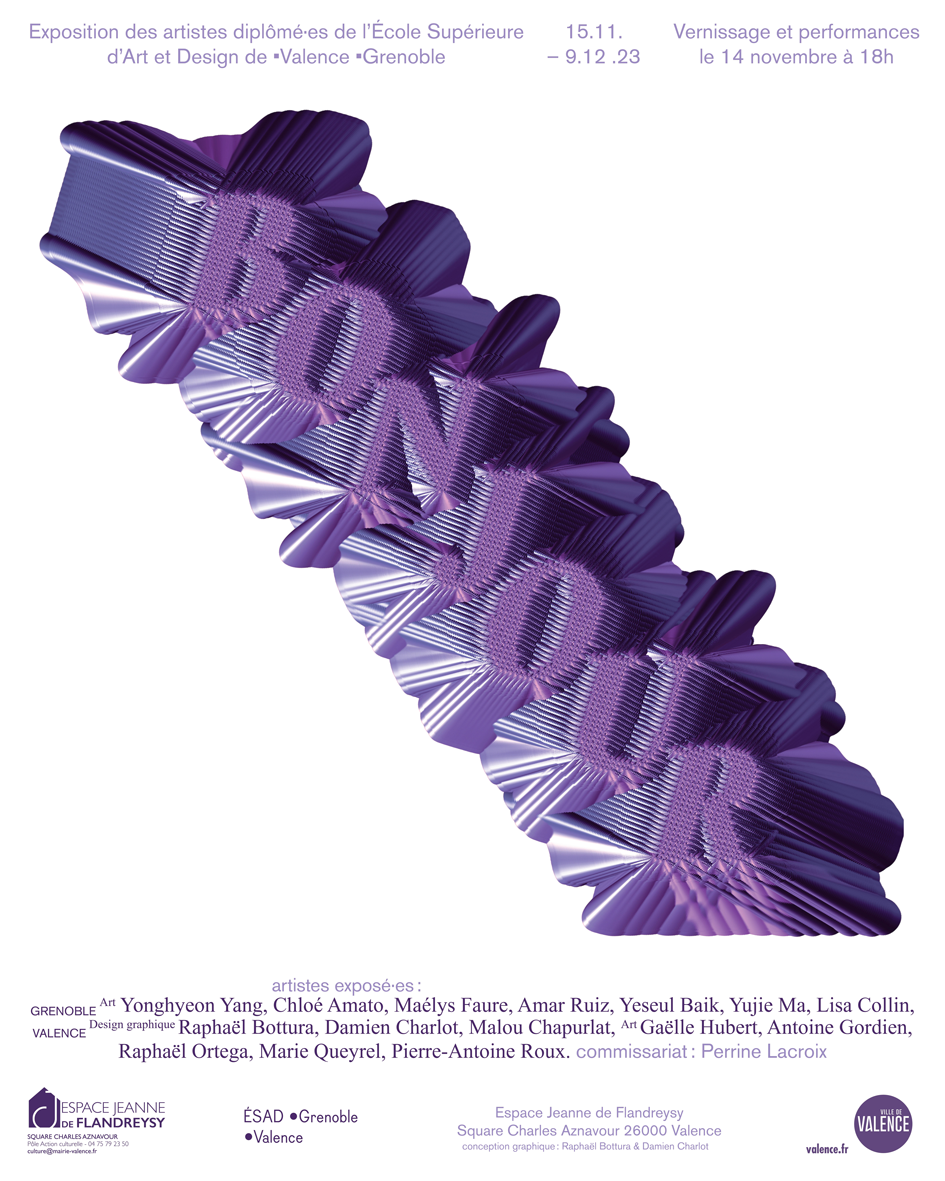 Exposition des artistes diplômé·es de l'École Supérieure
d'Art et Design de ▪Valence ▪Grenoble
15.11.
– 9.12 .23
Vernissage et performances
le 14 novembre à 18h
BONJOUR
artistes exposé·es :
GRENOBLE Art Yonghyeon Yang, Chloé Amato, Maélys Faure, Amar Ruiz, Yeseul Baik, Yujie Ma, Lisa Collin,
VALENCE Design graphique Raphaël Bottura, Damien Charlot, Malou Chapurlat, Art Gaëlle Hubert, Antoine Gordien,
Raphaël Ortega, Marie Queyrel, Pierre-Antoine Roux. commissariat : Perrine Lacroix
ESPACE JEANNE
DE FLANDREYSY
SQUARE CHARLES AZNAVOUR
Pôle Action culturelle - 04 75 79 23 50
culture@mairie-valence.fr
ÉSAD •Grenoble
•Valence
Espace Jeanne de Flandreysy
Square Charles Aznavour 26000 Valence
conception graphique : Raphaël Bottura & Damien Charlot
valence.fr
VILLE DE
VALENCE